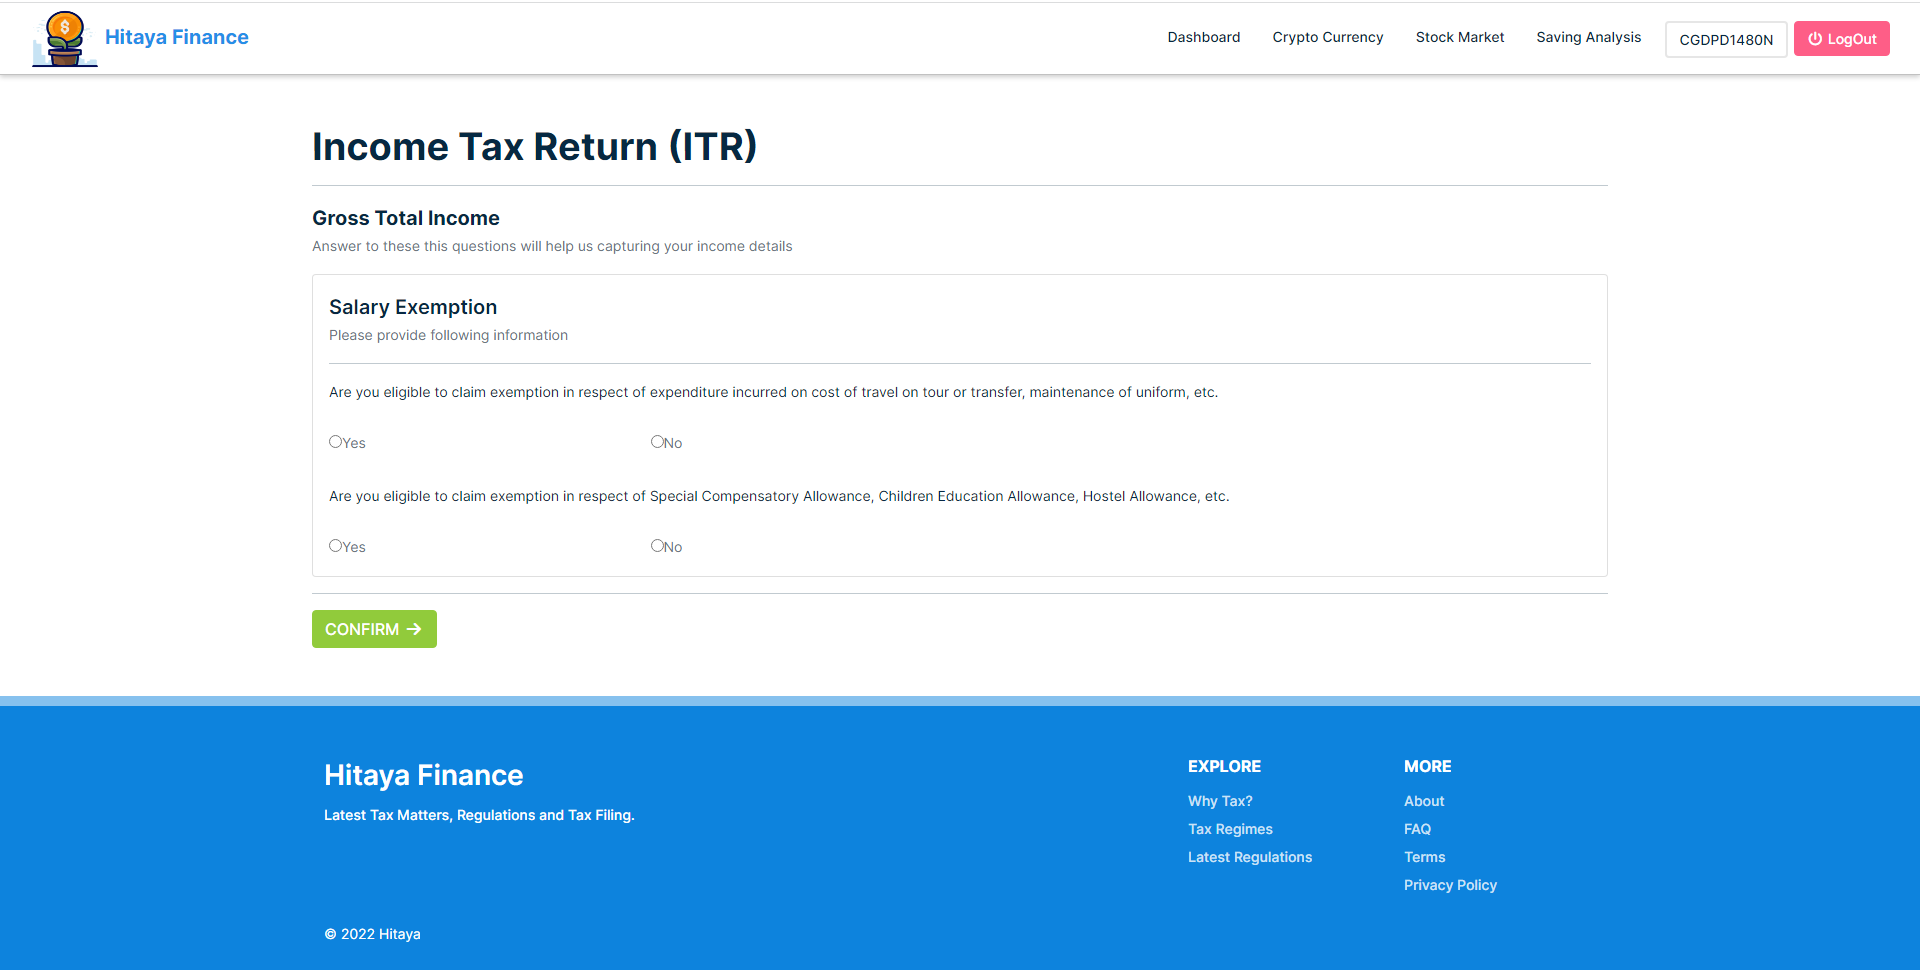 Hitaya Finance
Dashboard
Crypto Currency
Stock Market
Saving Analysis
CGDPD1480N
LogOut
Income Tax Return (ITR)
Gross Total Income
Answer to these this questions will help us capturing your income details
Salary Exemption
Please provide following information
Are you eligible to claim exemption in respect of expenditure incurred on cost of travel on tour or transfer, maintenance of uniform, etc.
Yes
No
Are you eligible to claim exemption in respect of Special Compensatory Allowance, Children Education Allowance, Hostel Allowance, etc.
Yes
No
CONFIRM →
Hitaya Finance
Latest Tax Matters, Regulations and Tax Filing.
EXPLORE
Why Tax?
Tax Regimes
Latest Regulations
MORE
About
FAQ
Terms
Privacy Policy
© 2022 Hitaya